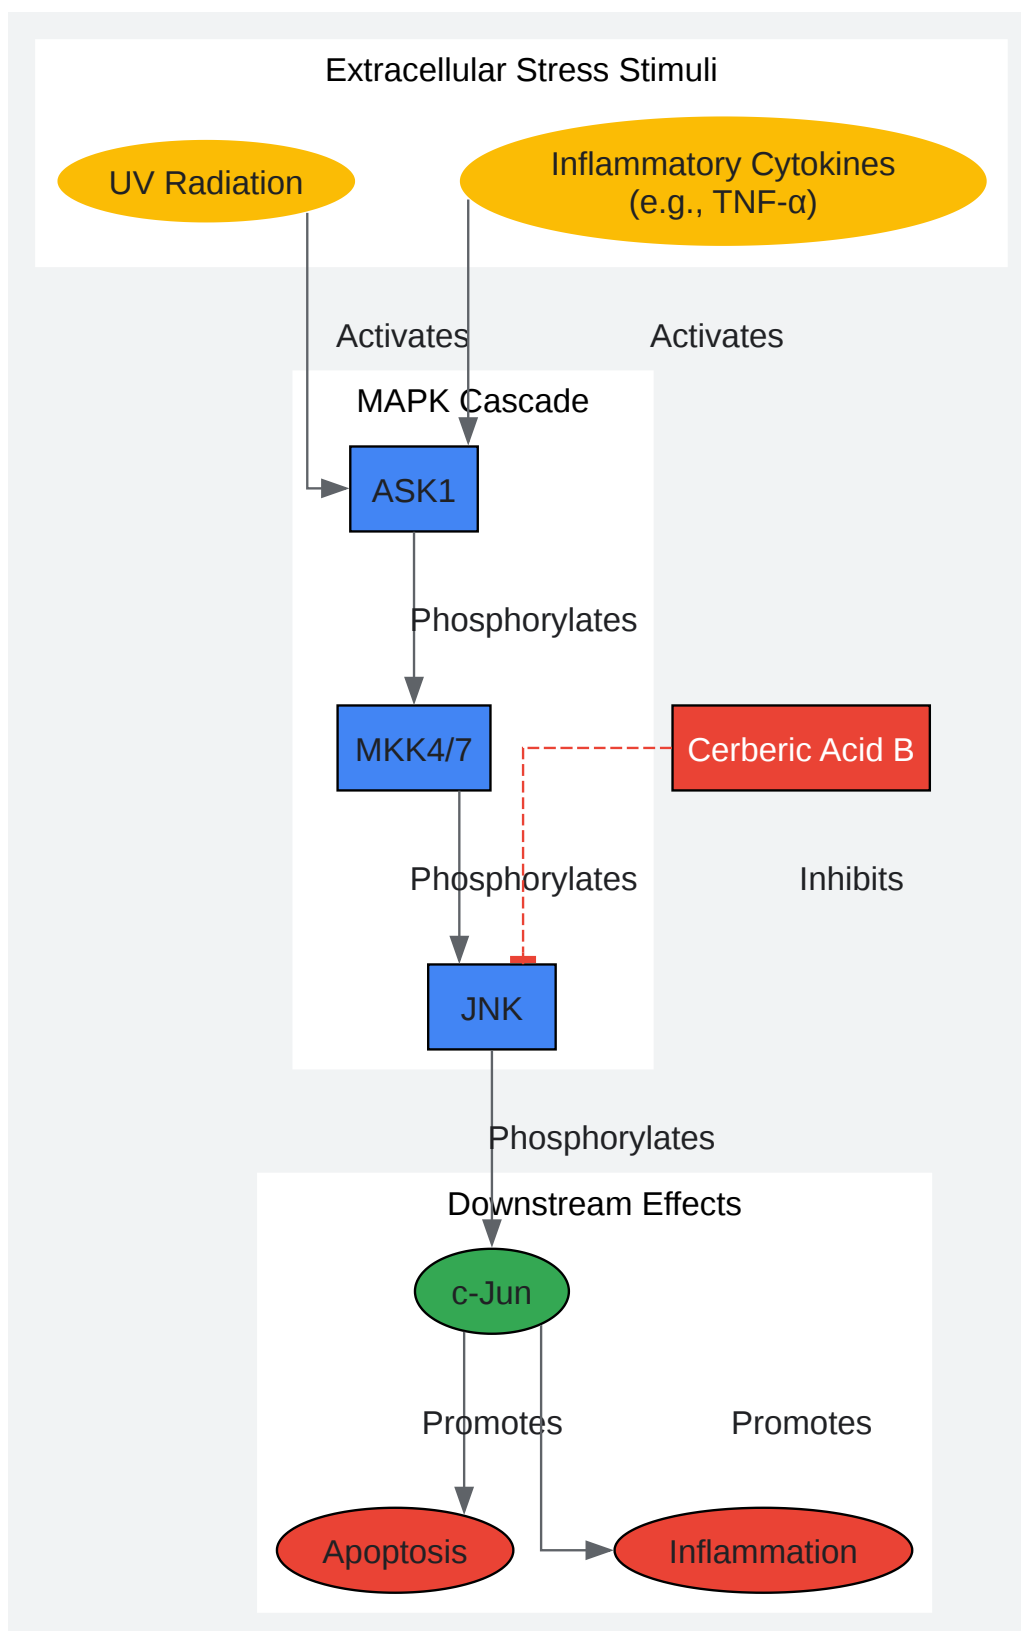 Extracellular Stress Stimuli
UV Radiation
Inflammatory Cytokines
(e.g., TNF-α)
Activates
Activates
MAPK Cascade
ASK1
Phosphorylates
MKK4/7
Cerberic Acid B
Phosphorylates
Inhibits
JNK
Phosphorylates
Downstream Effects
c-Jun
Promotes
Promotes
Apoptosis
Inflammation